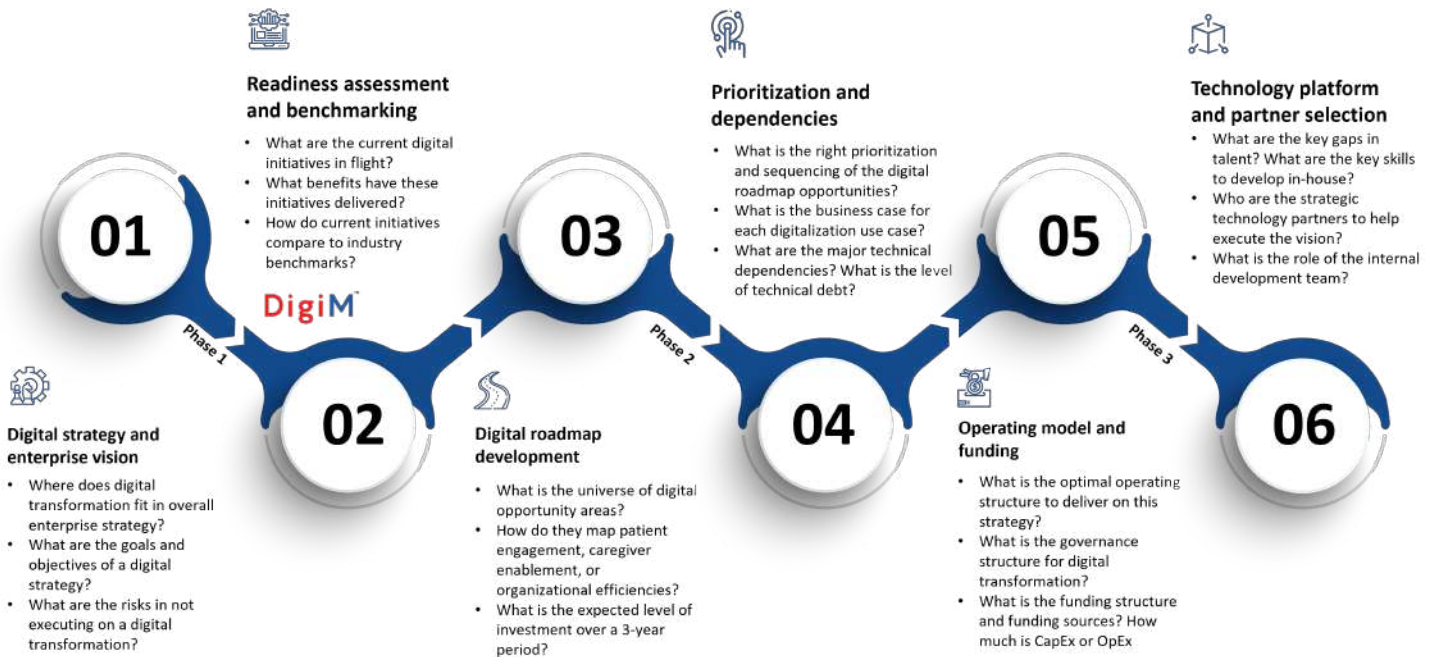 01
Digital strategy and
enterprise vision
• Where does digital
transformation fit in overall
enterprise strategy?
• What are the goals and
objectives of a digital
strategy?
• What are the risks in not
executing on a digital
transformation?
Phase 1
Readiness assessment
and benchmarking
• What are the current digital
initiatives in flight?
• What benefits have these
initiatives delivered?
• How do current initiatives
compare to industry
benchmarks?
DigiM™
02
Digital roadmap
development
• What is the universe of digital
opportunity areas?
• How do they map patient
engagement, caregiver
enablement, or
organizational efficiencies?
• What is the expected level of
investment over a 3-year
period?
03
Phase 2
Prioritization and
dependencies
• What is the right prioritization
and sequencing of the digital
roadmap opportunities?
• What is the business case for
each digitalization use case?
• What are the major technical
dependencies? What is the level
of technical debt?
04
Operating model and
funding
• What is the optimal operating
structure to deliver on this
strategy?
• What is the governance
structure for digital
transformation?
• What is the funding structure
and funding sources? How
much is CapEx or OpEx
05
Phase 3
Technology platform
and partner selection
• What are the key gaps in
talent? What are the key skills
to develop in-house?
• Who are the strategic
technology partners to help
execute the vision?
• What is the role of the internal
development team?
06